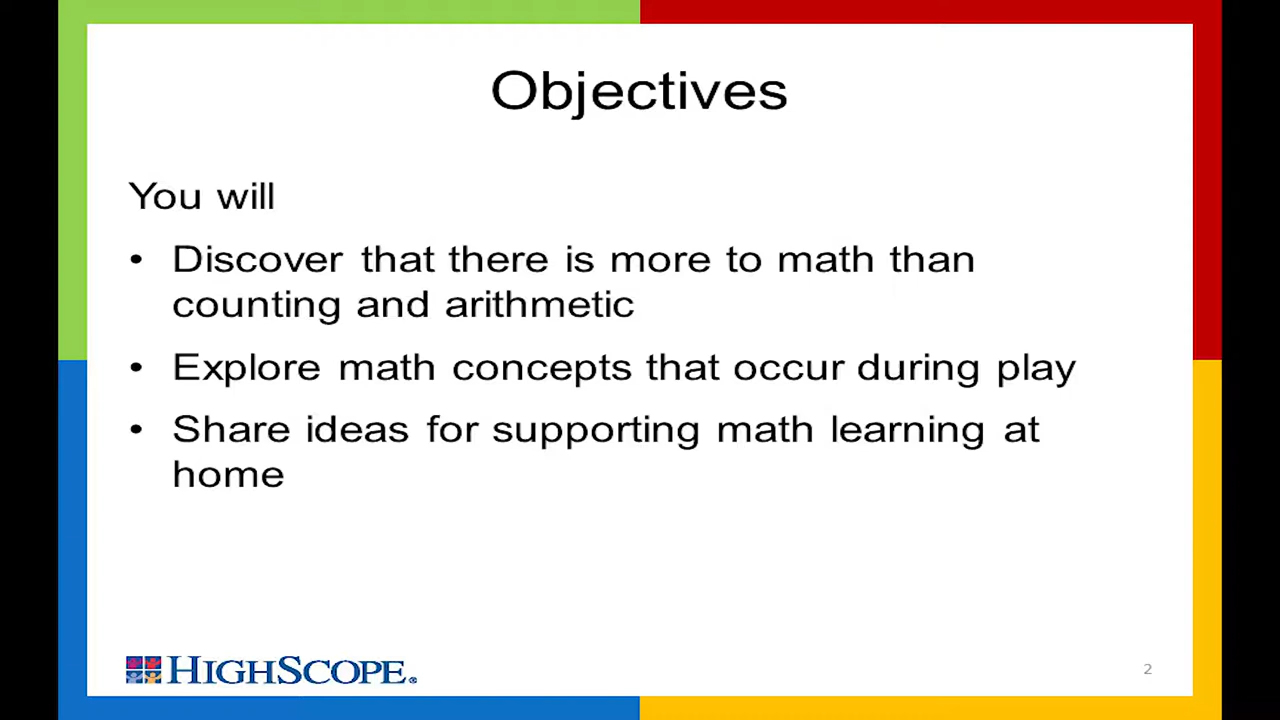 Objectives
You will
• Discover that there is more to math than
counting and arithmetic
• Explore math concepts that occur during play
• Share ideas for supporting math learning at
home
HIGHSCOPE®
2